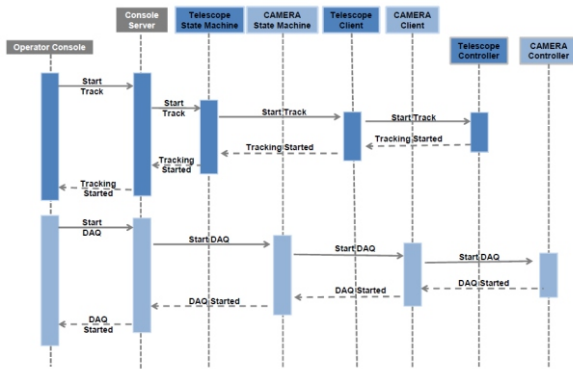 Operator Console
Console
Server
Telescope
State Machine
CAMERA
State Machine
Telescope
Client
CAMERA
Client
Telescope
Controller
CAMERA
Controller
Start
Track
Start
Track
Start Track
Start Track
Tracking Started
Tracking Started
Tracking
Started
Tracking
Started
Start
DAQ
Start DAQ
Start DAQ
Start DAQ
DAQ Started
DAQ Started
DAQ Started
DAQ
Started